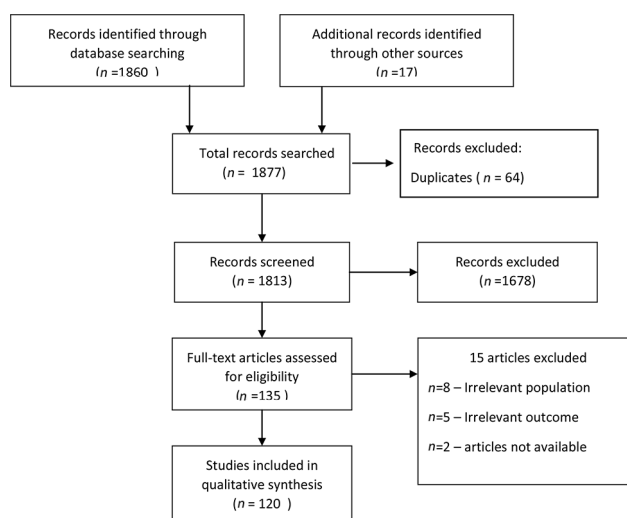 Records identified through
database searching
(n =1860 )
Additional records identified
through other sources
(n =17)
Total records searched
(n = 1877)
Records excluded:
Duplicates ( n = 64)
Records screened
(n = 1813)
Records excluded
(n =1678)
Full-text articles assessed
for eligibility
(n =135)
15 articles excluded
n=8 – Irrelevant population
n=5 – Irrelevant outcome
n=2 – articles not available
Studies included in
qualitative synthesis
(n = 120 )